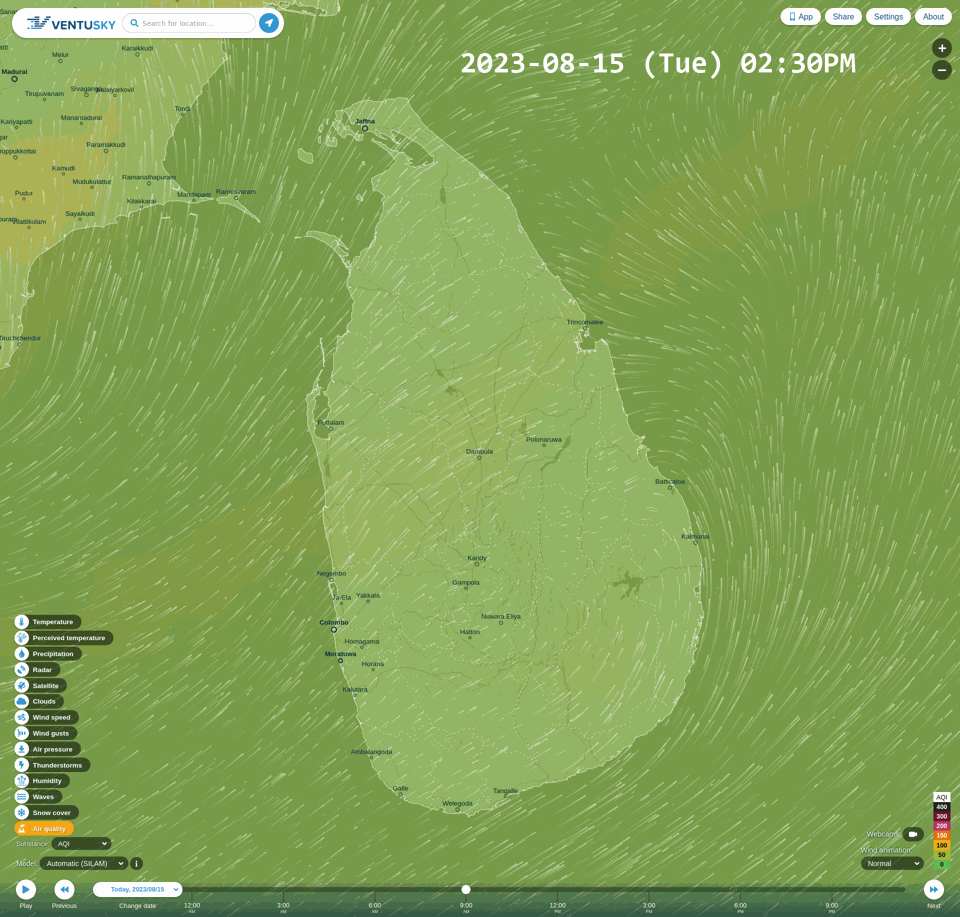 VENTUSKY
Search for location...
App
Share
Settings
About
2023-08-15 (Tue) 02:30PM
+
−
Melur
Karaikkudi
Madurai
Tirupuvanam
Sivaganga
Kalaiyarkovil
Tondi
Kariyapatti
Manamadurai
Paramakkudi
Kamudi
Mudukulattur
Ramanathapuram
Mandapam
Rameswaram
Pudur
Kilakkarai
Sayalkudi
Vilattikulam
Tiruchchendur
Jaffna
Trincomalee
Puttalam
Dambulla
Polonaruwa
Batticaloa
Kalmunai
Kandy
Negombo
Gampola
Ja-Ela
Yakkala
Nuwara Eliya
Colombo
Hatton
Homagama
Moratuwa
Horana
Kalutara
Ambalangoda
Galle
Tangalle
Weligoda
Temperature
Perceived temperature
Precipitation
Radar
Satellite
Clouds
Wind speed
Wind gusts
Air pressure
Thunderstorms
Humidity
Waves
Snow cover
Air quality
Substance:
AQI
Model:
Automatic (SILAM)
i
AQI
400
300
200
150
100
50
0
Webcams:
Wind animation:
Normal
Play
Previous
Today, 2023/08/15
Change date
12:00
AM
3:00
AM
6:00
AM
9:00
AM
12:00
PM
3:00
PM
6:00
PM
9:00
PM
Next